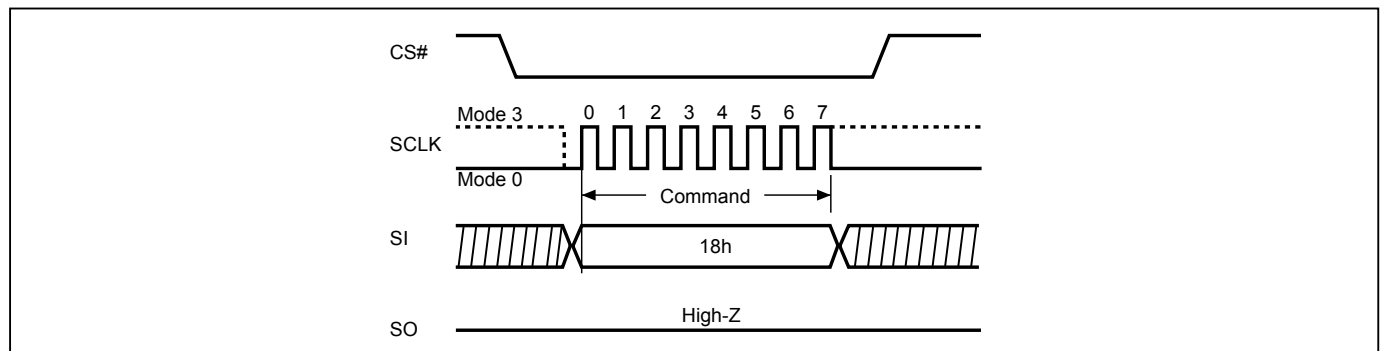 CS#
Mode 3 0 1 2 3 4 5 6 7
SCLK
Mode 0
Command
SI
18h
High-Z
SO